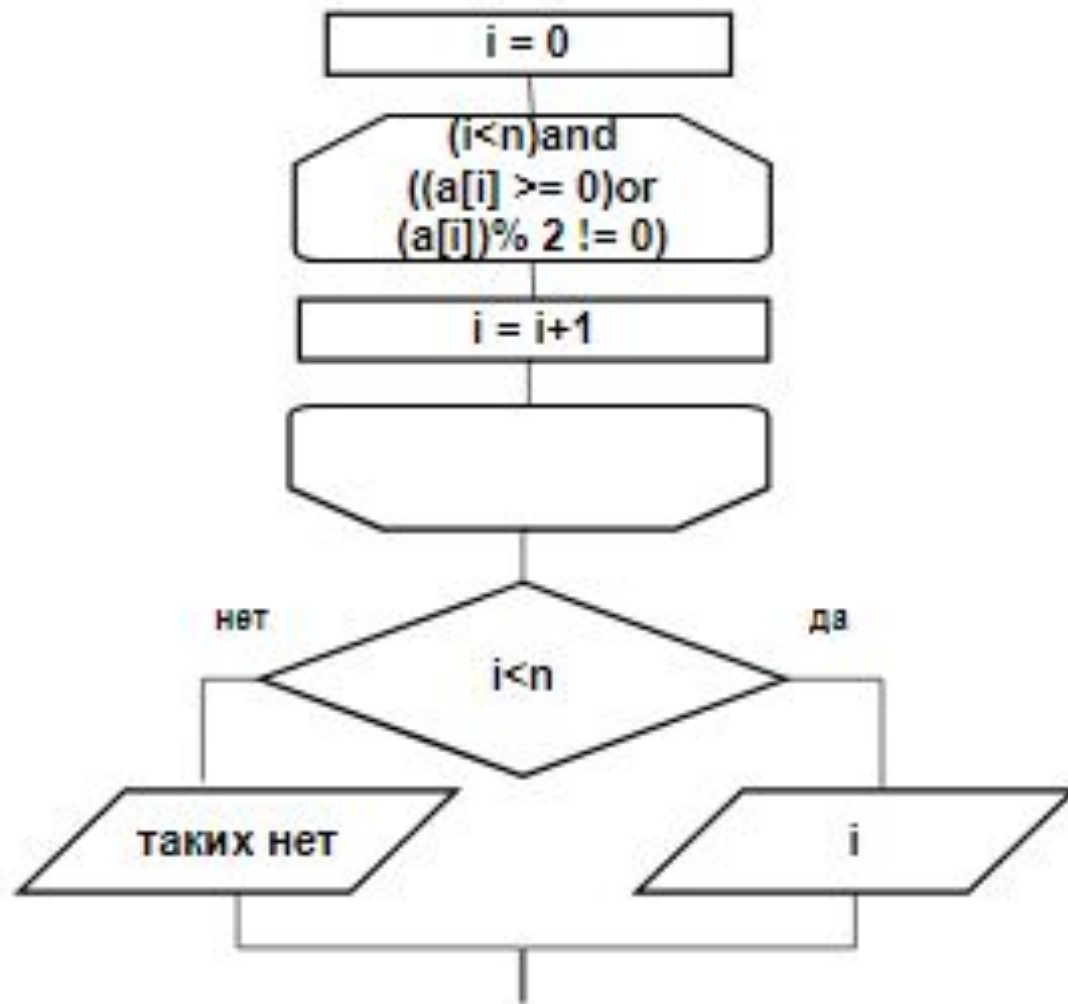 i = 0
(i<n)and
((a[i] >= 0)or
(a[i])% 2 != 0)
i = i+1
нет
да
i<n
таких нет
i